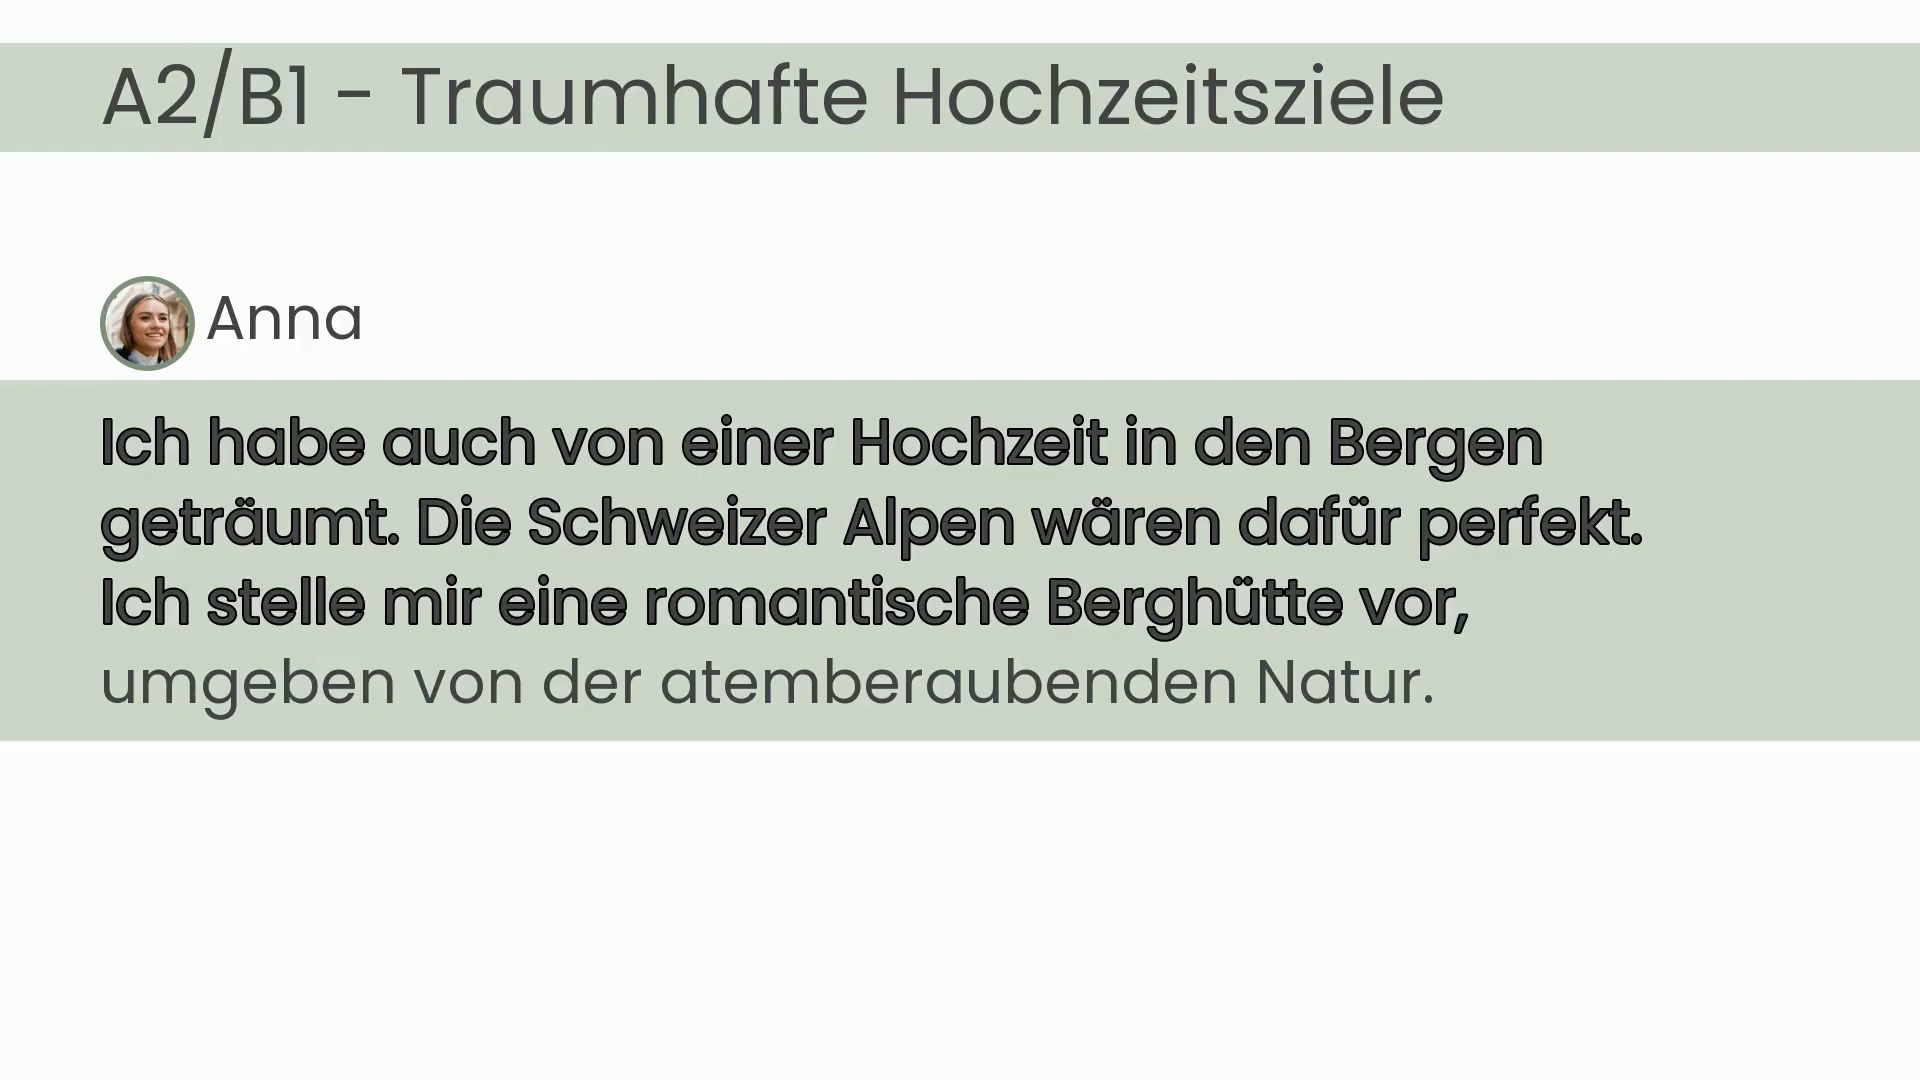 A2/B1 - Traumhafte Hochzeitsziele
Anna
Ich habe auch von einer Hochzeit in den Bergen
geträumt. Die Schweizer Alpen wären dafür perfekt.
Ich stelle mir eine romantische Berghütte vor,
umgeben von der atemberaubenden Natur.